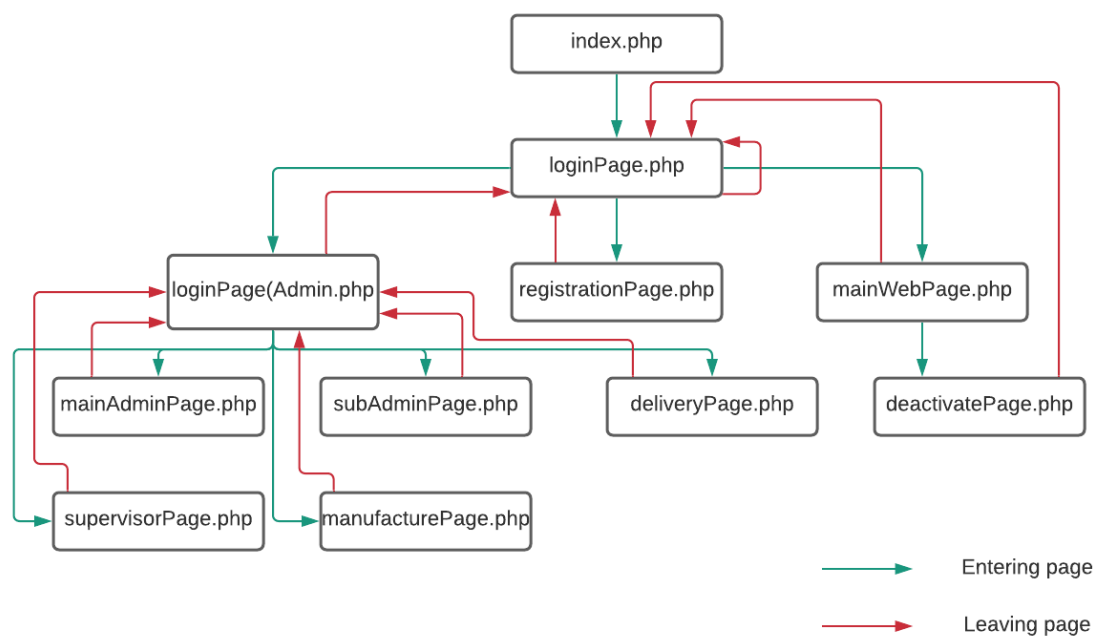 index.php
loginPage.php
loginPage(Admin.php
registrationPage.php
mainWebPage.php
mainAdminPage.php
subAdminPage.php
deliveryPage.php
deactivatePage.php
supervisorPage.php
manufacturePage.php
Entering page
Leaving page